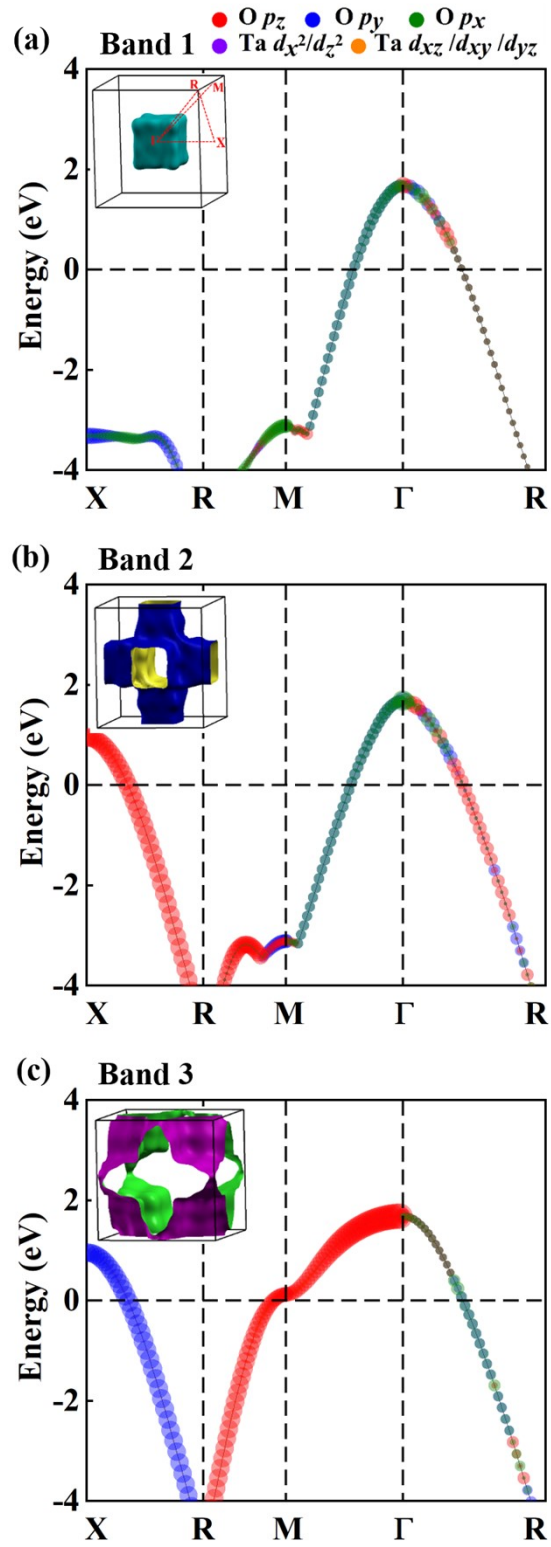 O pz O py O px
(a) Band 1 Ta dx²/dz² Ta dxz /dxy /dyz
4
R M
Γ X
2
Energy (eV)
0
-2
-4
X R M Γ R
(b) Band 2
4
2
Energy (eV)
0
-2
-4
X R M Γ R
(c) Band 3
4
2
Energy (eV)
0
-2
-4
X R M Γ R